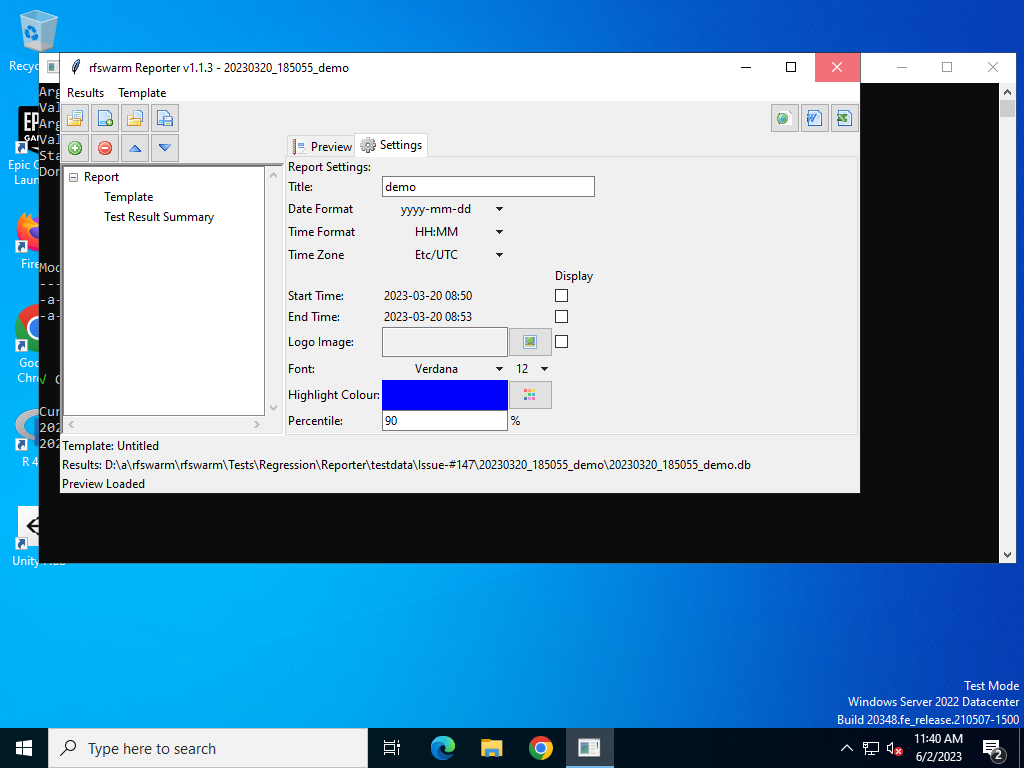 Recyc
rfswarm Reporter v1.1.3 - 20230320_185055_demo
Results Template
Arg
Val
Arg
Val
Sta
Don
EPIC
GA
Epic G
Laun
Preview Settings
Report Settings:
Title: demo
Date Format yyyy-mm-dd
Time Format HH:MM
Time Zone Etc/UTC
Display
Start Time: 2023-03-20 08:50
End Time: 2023-03-20 08:53
Logo Image:
Font: Verdana 12
Highlight Colour:
Percentile: 90 %
Report
Template
Test Result Summary
Fire
Mod
---
-a-
-a-
Goo
Chro
√ C
Cur
202
202
R 4
Template: Untitled
Results: D:\a\rfswarm\rfswarm\Tests\Regression\Reporter\testdata\Issue-#147\20230320_185055_demo\20230320_185055_demo.db
Preview Loaded
Unity Hub
Test Mode
Windows Server 2022 Datacenter
Build 20348.fe_release.210507-1500
Type here to search
11:40 AM
6/2/2023
2